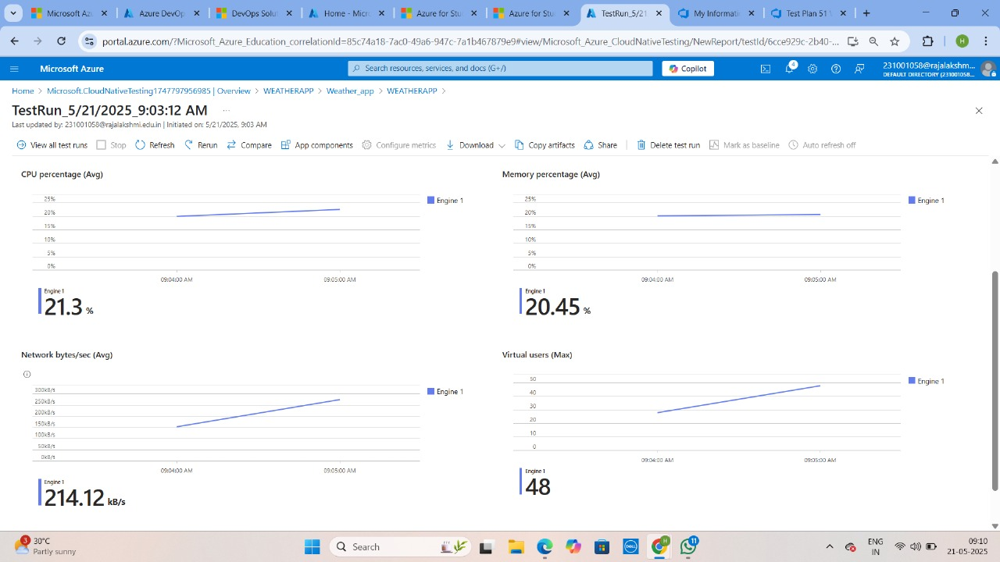 Microsoft Az
AzureDevOp
DevOps Solu
Home - Micr
Azure for Stu
Azure for Stu
TestRun_5/21
My Informati
Test Plan 51
portal.azure.com/?Microsoft_Azure_Education_correlationId=85c74a18-7ac0-49a6-947c-7a1b467879e9#view/Microsoft_Azure_CloudNativeTesting/NewReport/testId/6cce929c-2b40-...
H
Microsoft Azure
Search resources, services, and docs (G+/)
Copilot
4
231001058@rajalakshm...
DEFAULT DIRECTORY (231001058...
Home > Microsoft.CloudNativeTesting1747797956985 | Overview > WEATHERAPP > Weather_app > WEATHERAPP >
TestRun_5/21/2025_9:03:12 AM ...
Last updated by: 231001058@rajalakshmi.edu.in | Initiated on: 5/21/2025, 9:03 AM
View all test runs Stop Refresh Rerun Compare App components Configure metrics Download Copy artifacts Share Delete test run Mark as baseline Auto refresh off
CPU percentage (Avg)
25%
20%
15%
10%
5%
0%
09:04:00 AM 09:05:00 AM
Engine 1
Engine 1
21.3 %
Memory percentage (Avg)
25%
20%
15%
10%
5%
0%
09:04:00 AM 09:05:00 AM
Engine 1
Engine 1
20.45 %
Network bytes/sec (Avg)
300kB/s
250kB/s
200kB/s
150kB/s
100kB/s
50kB/s
0kB/s
09:04:00 AM 09:05:00 AM
Engine 1
Engine 1
214.12 kB/s
Virtual users (Max)
50
40
30
20
10
0
09:04:00 AM 09:05:00 AM
Engine 1
Engine 1
48
3
30°C
Partly sunny
Search
DELL
H
11
ENG
IN
09:10
21-05-2025